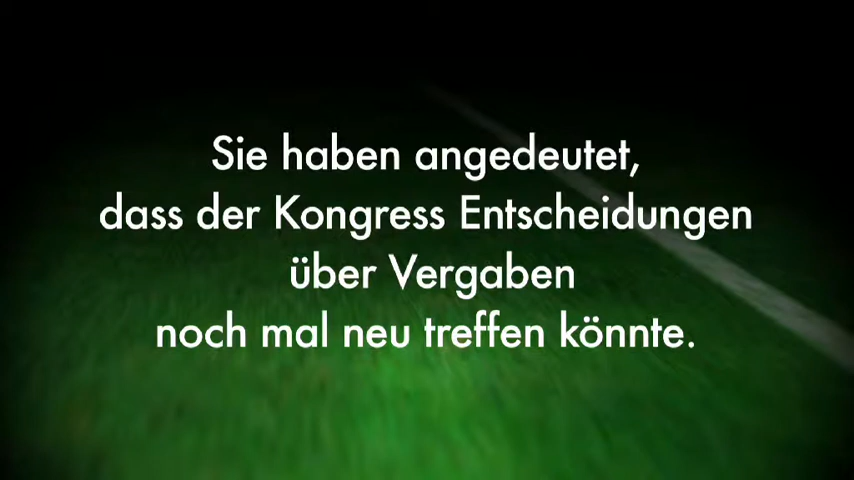 Sie haben angedeutet,
dass der Kongress Entscheidungen
über Vergaben
noch mal neu treffen könnte.